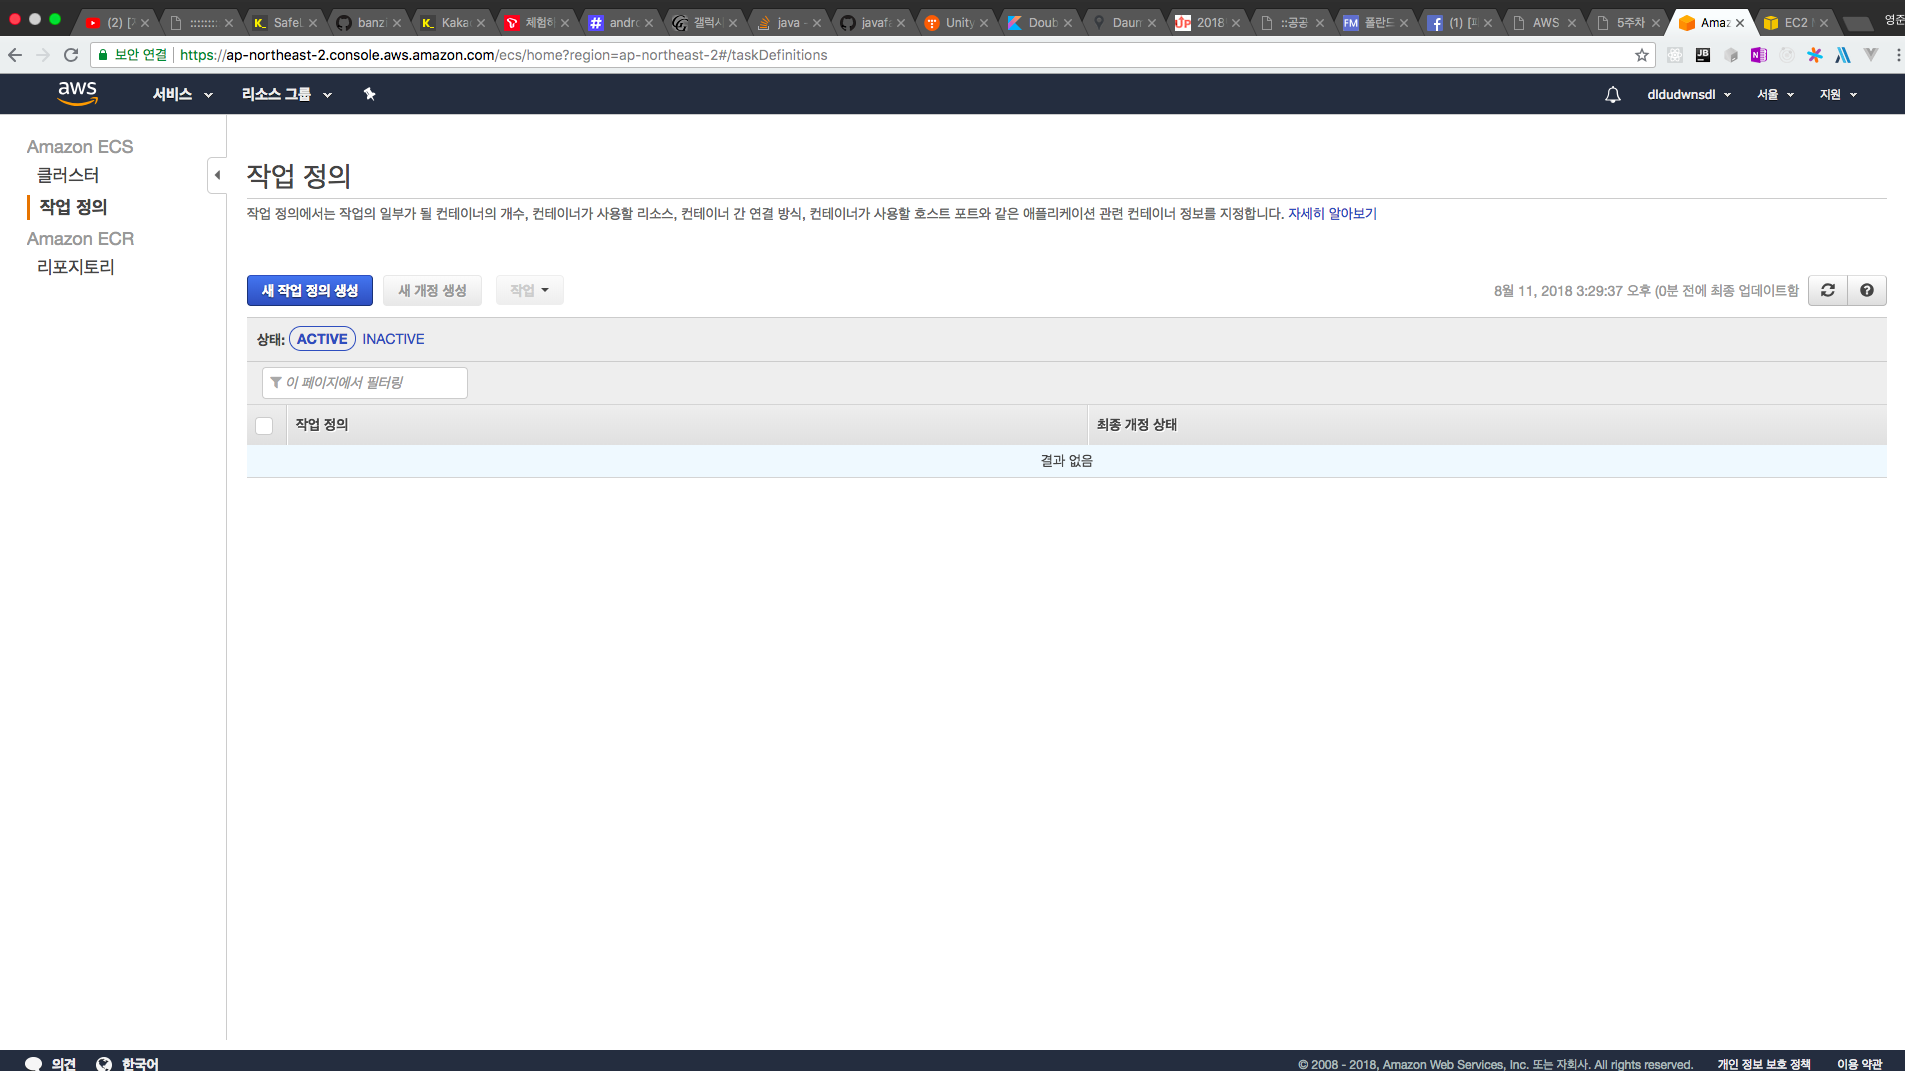 (2) [
::::::::
SafeL
banzl
Kakao
체험하
andro
갤럭시
java -
javafa
Unity
Doub
Daum
2018
::공공
폴란드
(1) [
AWS
5주차
Amaz
EC2
영준
보안 연결 https://ap-northeast-2.console.aws.amazon.com/ecs/home?region=ap-northeast-2#/taskDefinitions
aws 서비스 리소스 그룹 dldudwnsdl 서울 지원
Amazon ECS
클러스터
작업 정의
Amazon ECR
리포지토리
작업 정의
작업 정의에서는 작업의 일부가 될 컨테이너의 개수, 컨테이너가 사용할 리소스, 컨테이너 간 연결 방식, 컨테이너가 사용할 호스트 포트와 같은 애플리케이션 관련 컨테이너 정보를 지정합니다. 자세히 알아보기
새 작업 정의 생성 새 개정 생성 작업 8월 11, 2018 3:29:37 오후 (0분 전에 최종 업데이트함
상태: ACTIVE INACTIVE
이 페이지에서 필터링
작업 정의 최종 개정 상태
결과 없음
의견 한국어 © 2008 - 2018, Amazon Web Services, Inc. 또는 자회사. All rights reserved. 개인 정보 보호 정책 이용 약관